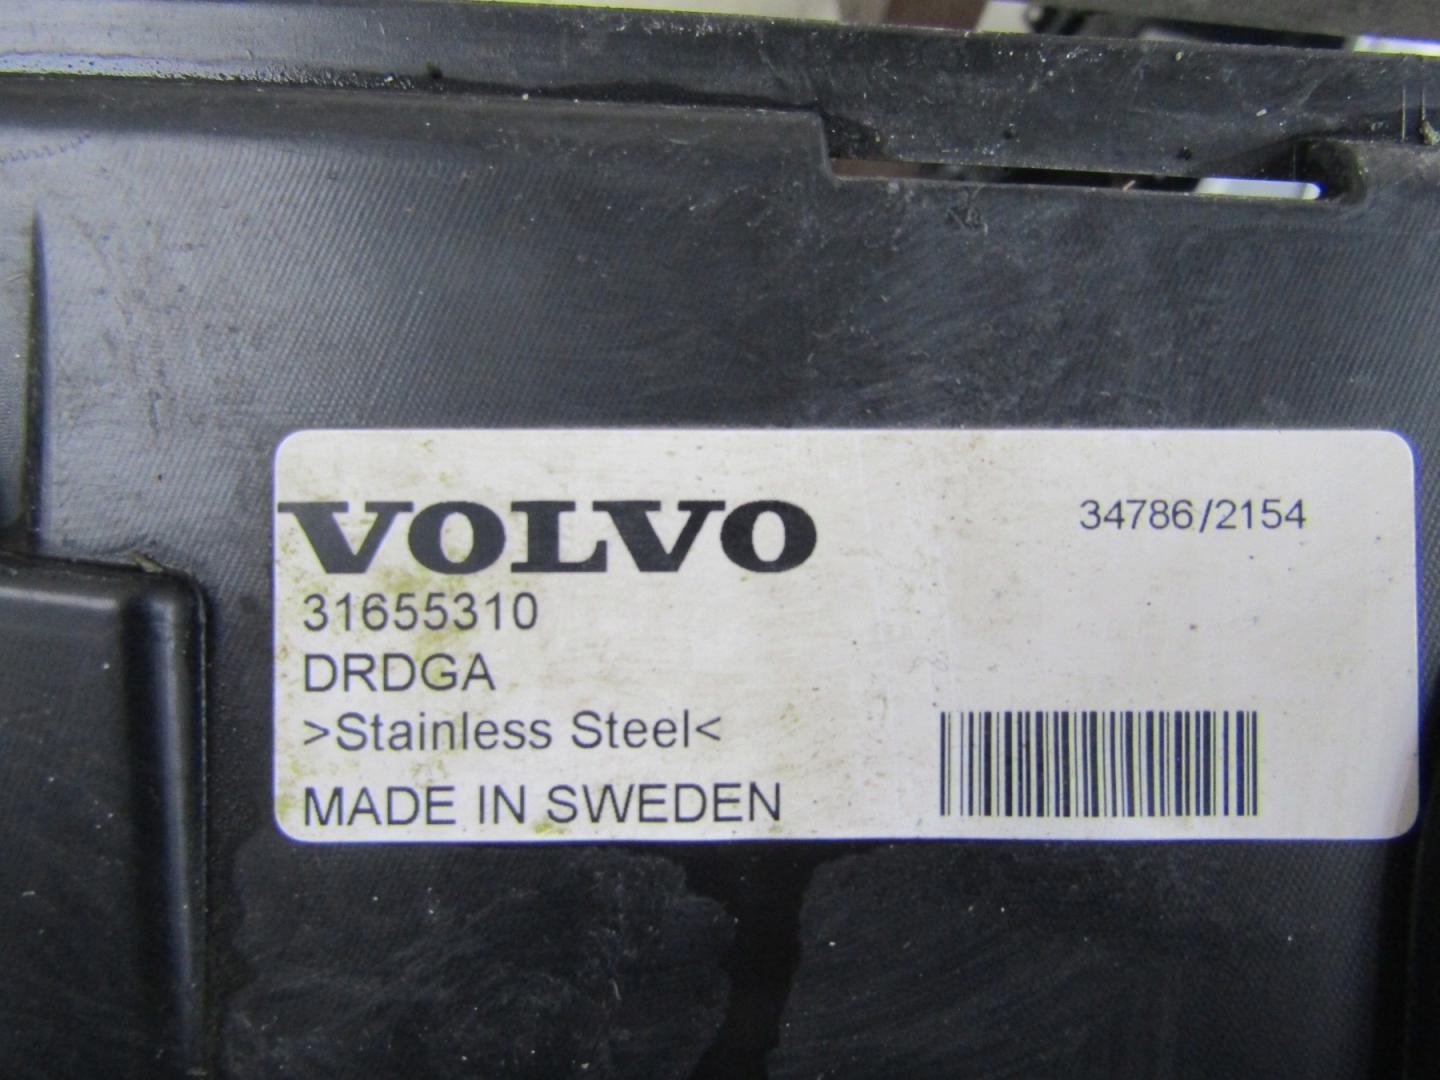 VOLVO
34786/2154
31655310
DRDGA
>Stainless Steel<
MADE IN SWEDEN